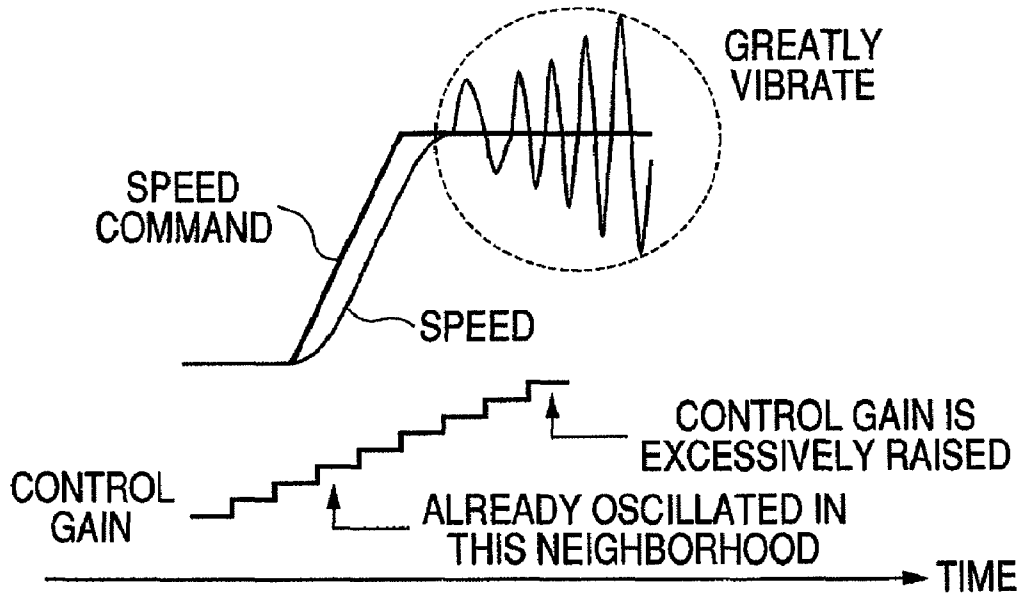 GREATLY
VIBRATE
SPEED
COMMAND
SPEED
CONTROL GAIN IS
EXCESSIVELY RAISED
CONTROL
GAIN
ALREADY OSCILLATED IN
THIS NEIGHBORHOOD
TIME